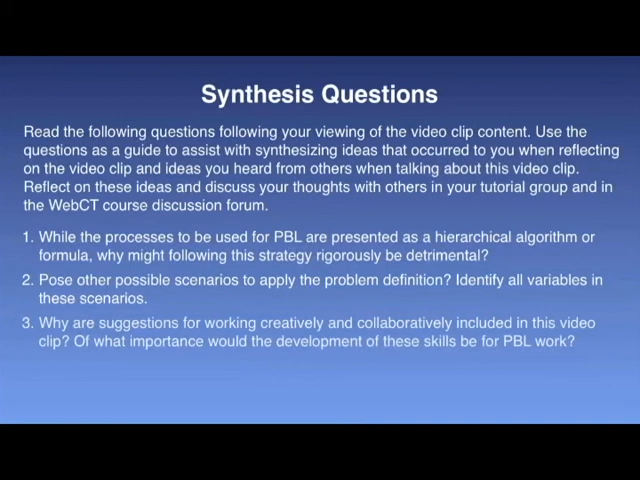 Synthesis Questions
Read the following questions following your viewing of the video clip content. Use the
questions as a guide to assist with synthesizing ideas that occurred to you when reflecting
on the video clip and ideas you heard from others when talking about this video clip.
Reflect on these ideas and discuss your thoughts with others in your tutorial group and in
the WebCT course discussion forum.
1. While the processes to be used for PBL are presented as a hierarchical algorithm or
formula, why might following this strategy rigorously be detrimental?
2. Pose other possible scenarios to apply the problem definition? Identify all variables in
these scenarios.
3. Why are suggestions for working creatively and collaboratively included in this video
clip? Of what importance would the development of these skills be for PBL work?